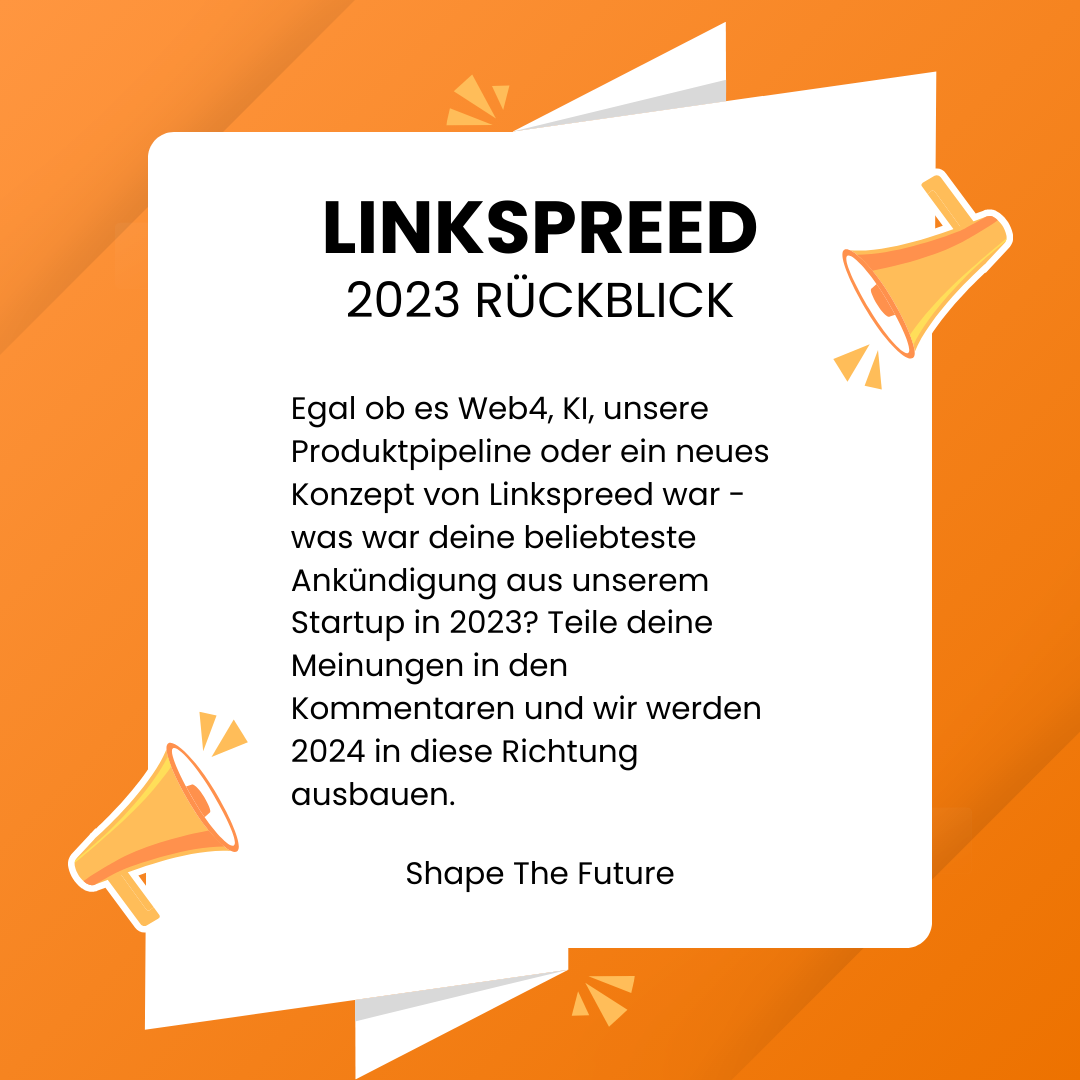 LINKSPREED
2023 RÜCKBLICK
Egal ob es Web4, KI, unsere
Produktpipeline oder ein neues
Konzept von Linkspreed war -
was war deine beliebteste
Ankündigung aus unserem
Startup in 2023? Teile deine
Meinungen in den
Kommentaren und wir werden
2024 in diese Richtung
ausbauen.
Shape The Future